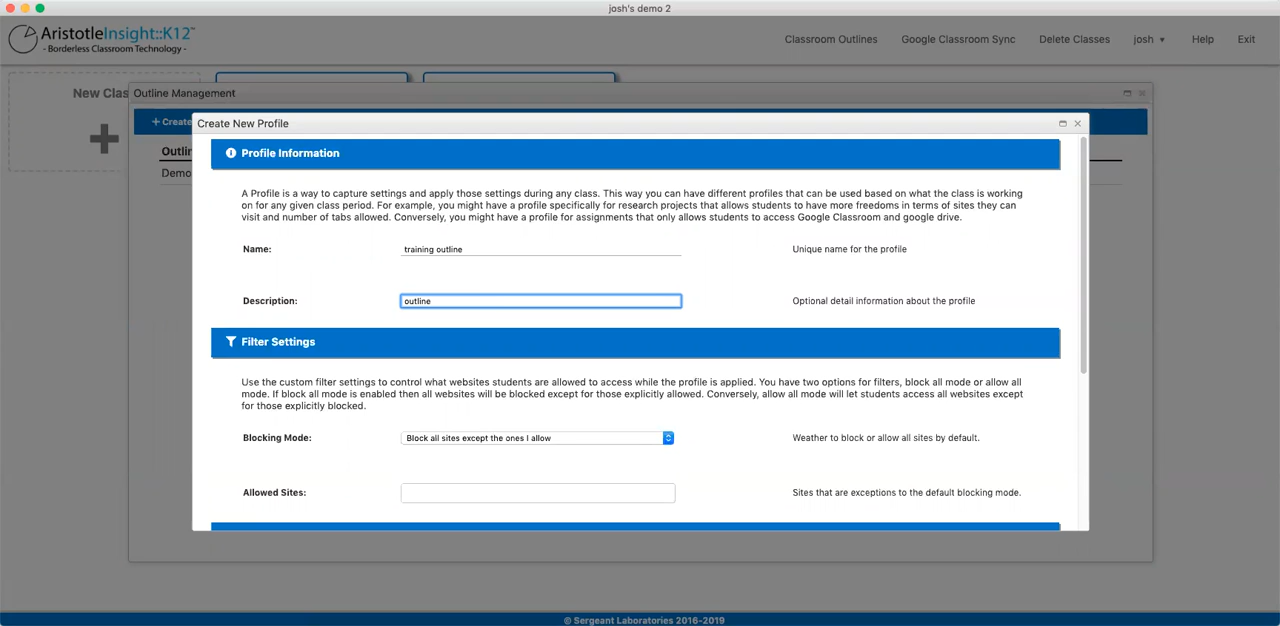 josh's demo 2
AristotleInsight::K12™
- Borderless Classroom Technology -
Classroom Outlines
Google Classroom Sync
Delete Classes
josh
Help
Exit
New Clas
Outline Management
+ Create
Outlin
Demo
Create New Profile
Profile Information
A Profile is a way to capture settings and apply those settings during any class. This way you can have different profiles that can be used based on what the class is working
on for any given class period. For example, you might have a profile specifically for research projects that allows students to have more freedoms in terms of sites they can
visit and number of tabs allowed. Conversely, you might have a profile for assignments that only allows students to access Google Classroom and google drive.
Name:
training outline
Unique name for the profile
Description:
outline
Optional detail information about the profile
Filter Settings
Use the custom filter settings to control what websites students are allowed to access while the profile is applied. You have two options for filters, block all mode or allow all
mode. If block all mode is enabled then all websites will be blocked except for those explicitly allowed. Conversely, allow all mode will let students access all websites except
for those explicitly blocked.
Blocking Mode:
Block all sites except the ones I allow
Weather to block or allow all sites by default.
Allowed Sites:
Sites that are exceptions to the default blocking mode.
© Sergeant Laboratories 2016-2019